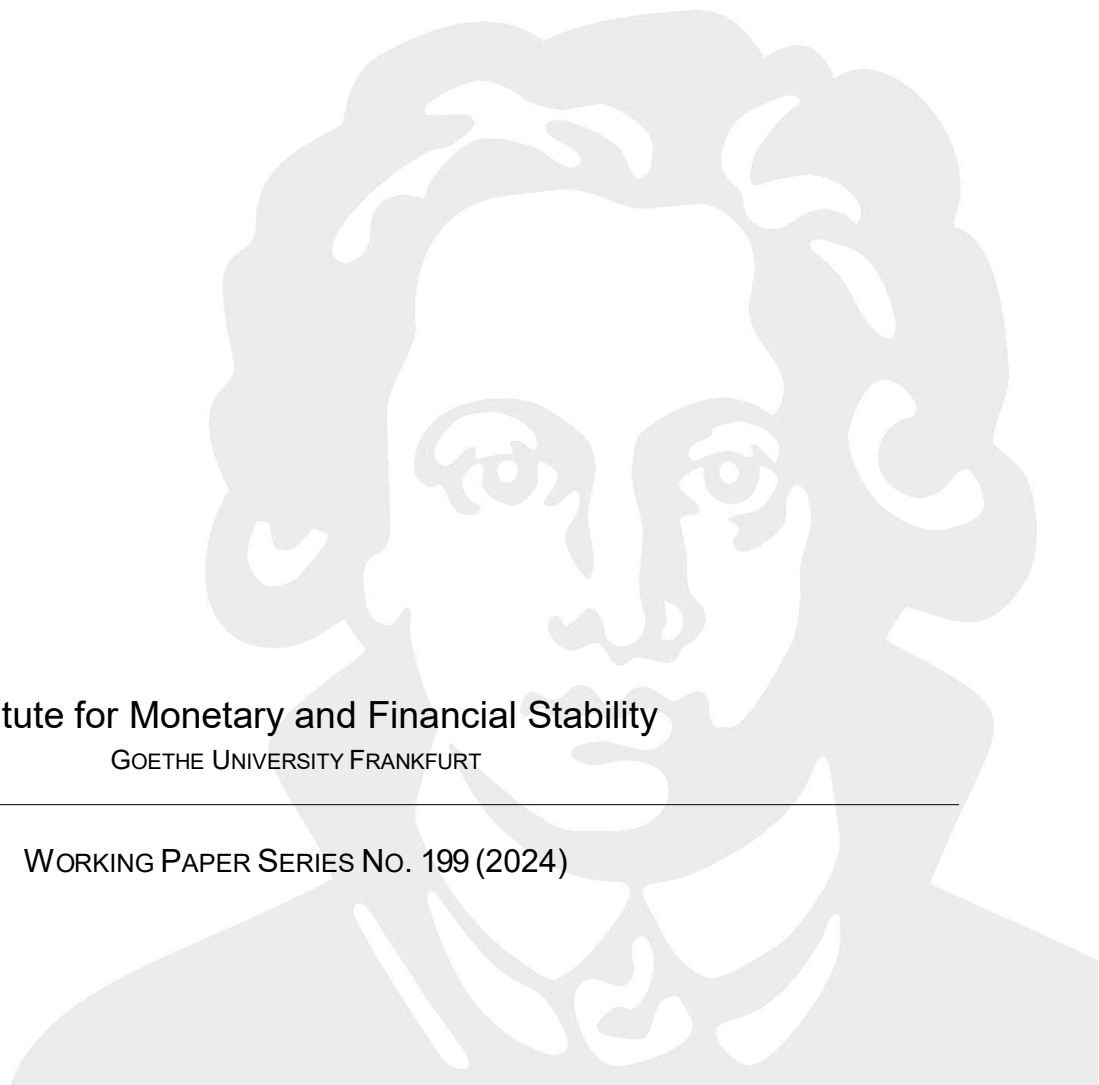 tute for Monetary and Financial Stability
GOETHE UNIVERSITY FRANKFURT
WORKING PAPER SERIES NO. 199 (2024)